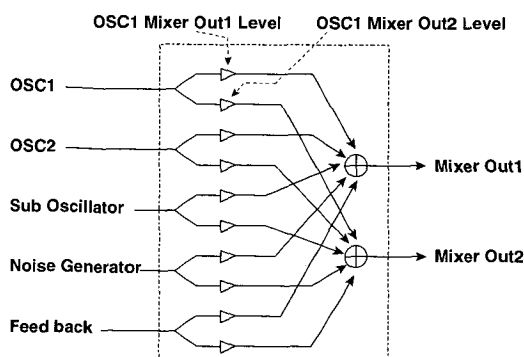 OSC1 Mixer Out1 Level
OSC1 Mixer Out2 Level
OSC1
OSC2
Mixer Out1
Sub Oscillator
Mixer Out2
Noise Generator
Feed back